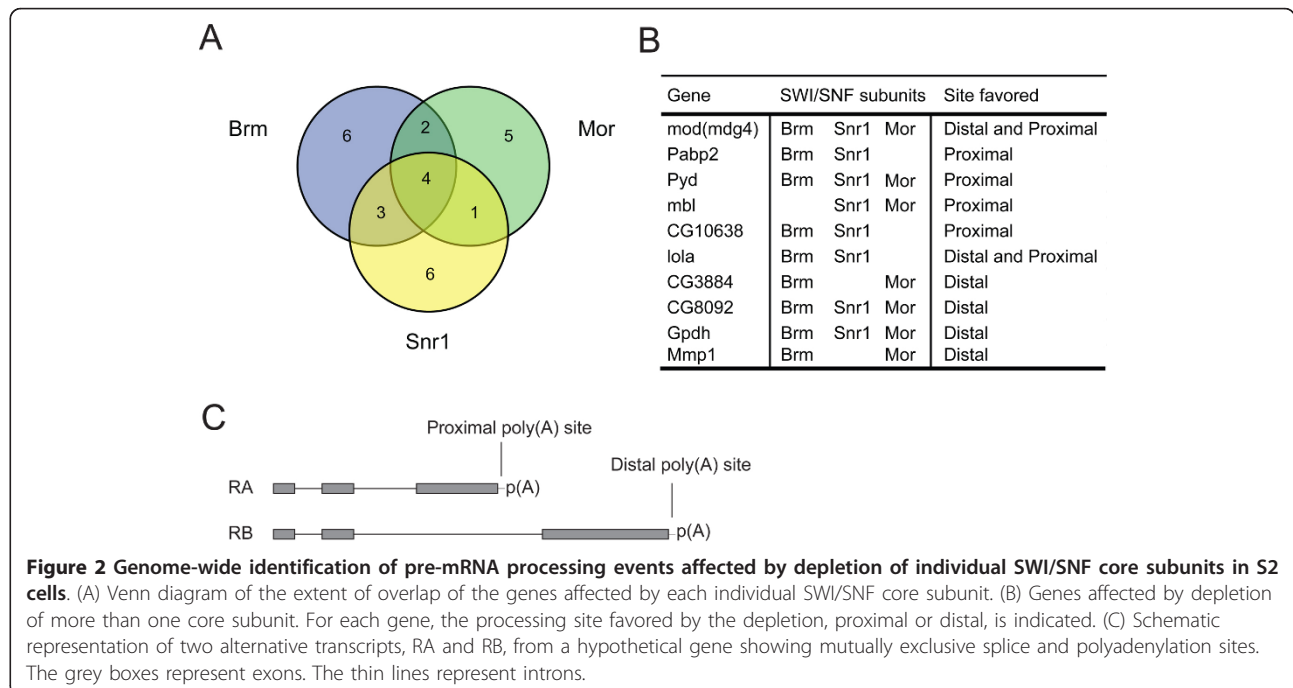 A
Brm
Mor
6
2
5
4
3
1
6
Snr1
B
Gene SWI/SNF subunits Site favored
mod(mdg4) Brm Snr1 Mor Distal and Proximal
Pabp2 Brm Snr1 Proximal
Pyd Brm Snr1 Mor Proximal
mbl Snr1 Mor Proximal
CG10638 Brm Snr1 Proximal
lola Brm Snr1 Distal and Proximal
CG3884 Brm Mor Distal
CG8092 Brm Snr1 Mor Distal
Gpdh Brm Snr1 Mor Distal
Mmp1 Brm Mor Distal
C
Proximal poly(A) site
Distal poly(A) site
RA p(A)
RB p(A)
Figure 2 Genome-wide identification of pre-mRNA processing events affected by depletion of individual SWI/SNF core subunits in S2
cells. (A) Venn diagram of the extent of overlap of the genes affected by each individual SWI/SNF core subunit. (B) Genes affected by depletion
of more than one core subunit. For each gene, the processing site favored by the depletion, proximal or distal, is indicated. (C) Schematic
representation of two alternative transcripts, RA and RB, from a hypothetical gene showing mutually exclusive splice and polyadenylation sites.
The grey boxes represent exons. The thin lines represent introns.